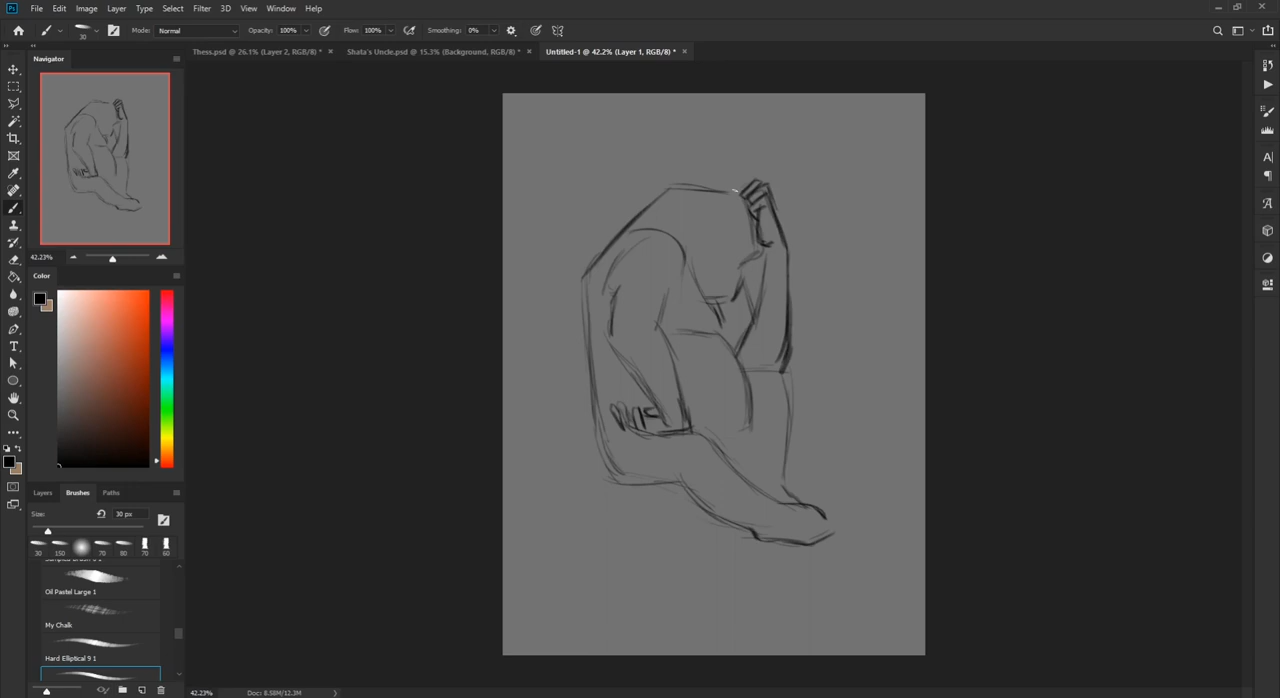 Ps File Edit Image Layer Type Select Filter 3D View Window Help
30 Mode: Normal Opacity: 100% Flow: 100% Smoothing: 0%
Thess.psd @ 26.1% (Layer 2, RGB/8) * × Shata's Uncle.psd @ 15.3% (Background, RGB/8) * × Untitled-1 @ 42.2% (Layer 1, RGB/8) * ×
Navigator
42.23%
Color
Layers Brushes Paths
Size: 30 px
30 150 70 80 70 60
Oil Pastel Large 1
My Chalk
Hard Elliptical 9 1
42.23% Doc: 8.58M/12.3M